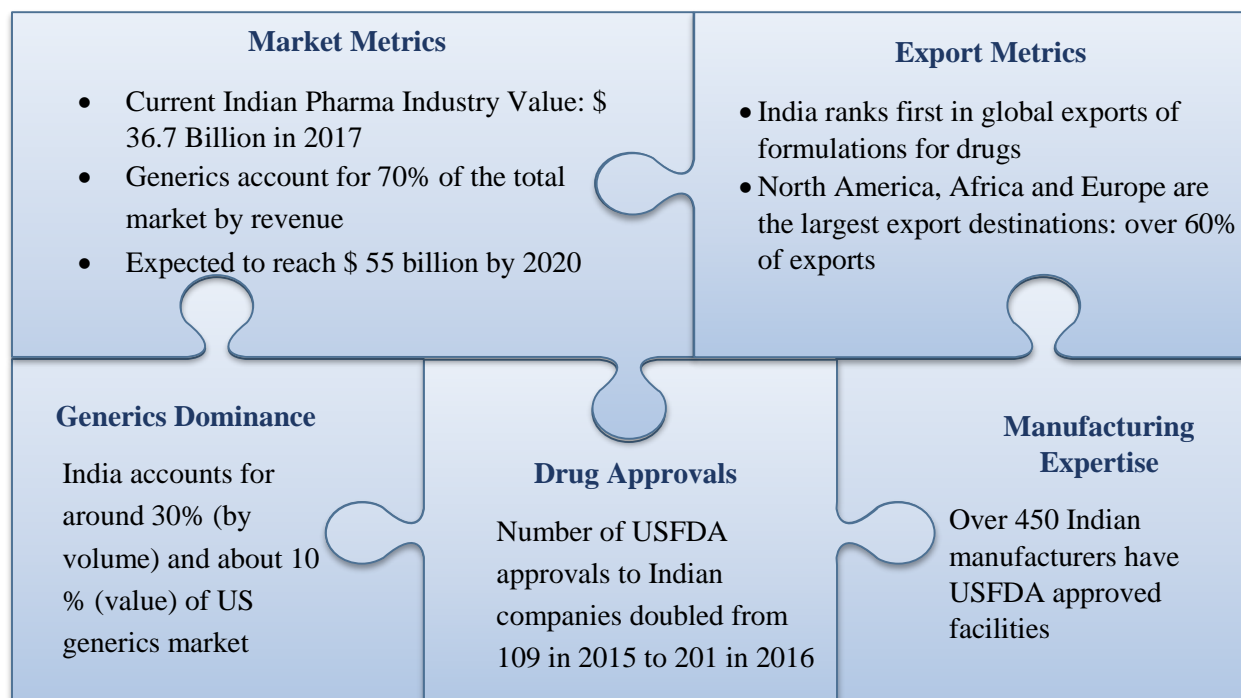 Market Metrics
• Current Indian Pharma Industry Value: $
36.7 Billion in 2017
• Generics account for 70% of the total
market by revenue
• Expected to reach $ 55 billion by 2020
Export Metrics
• India ranks first in global exports of
formulations for drugs
• North America, Africa and Europe are
the largest export destinations: over 60%
of exports
Generics Dominance
India accounts for
around 30% (by
volume) and about 10
% (value) of US
generics market
Drug Approvals
Number of USFDA
approvals to Indian
companies doubled from
109 in 2015 to 201 in 2016
Manufacturing
Expertise
Over 450 Indian
manufacturers have
USFDA approved
facilities